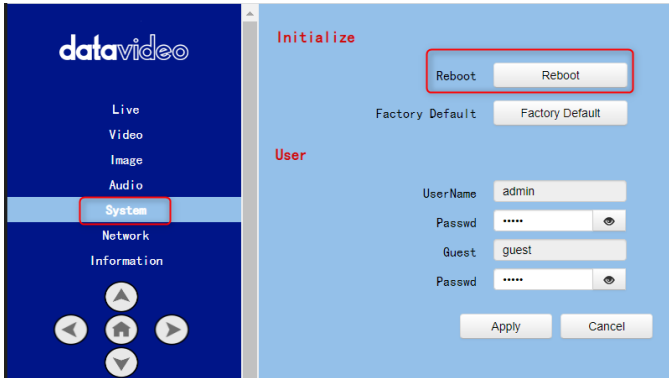 datavideo
Live
Video
Image
Audio
System
Network
Information
Initialize
Reboot Reboot
Factory Default Factory Default
User
UserName admin
Passwd •••••
Guest guest
Passwd •••••
Apply Cancel